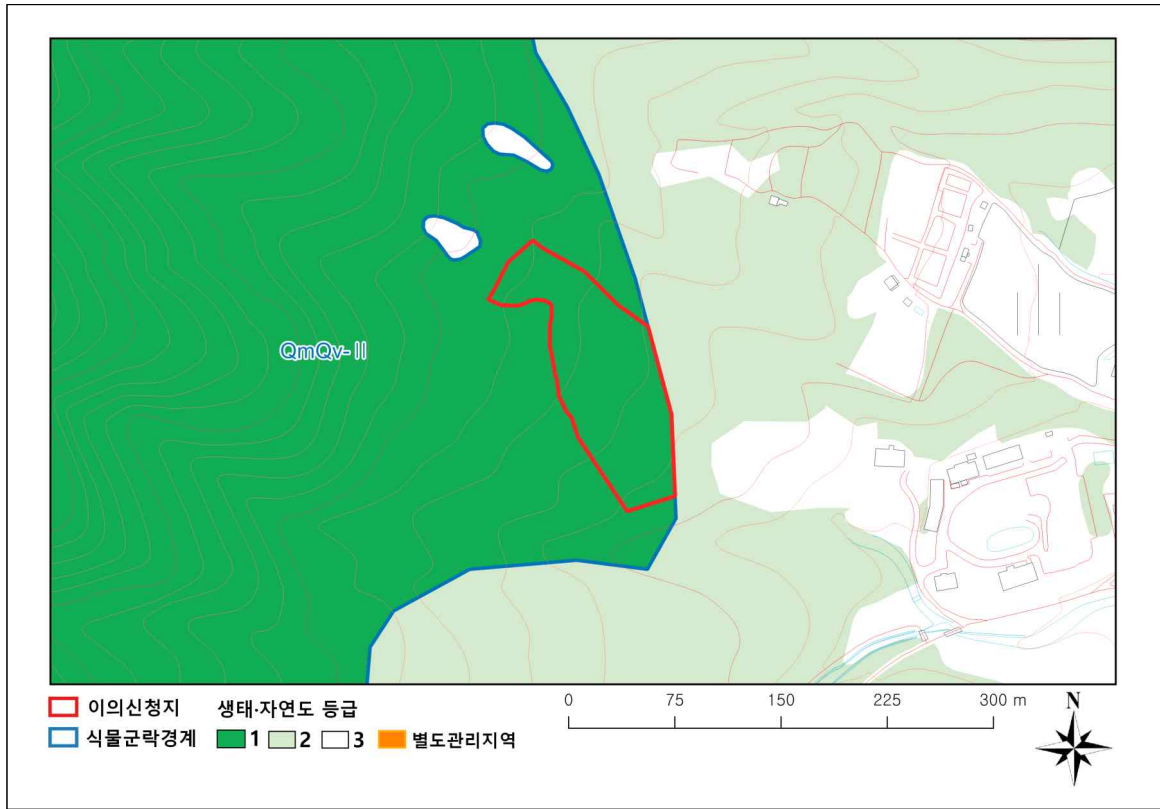 QmQv-Ⅱ
이의신청지
생태·자연도 등급
식물군락경계
1 2 3 별도관리지역
0 75 150 225 300 m
N